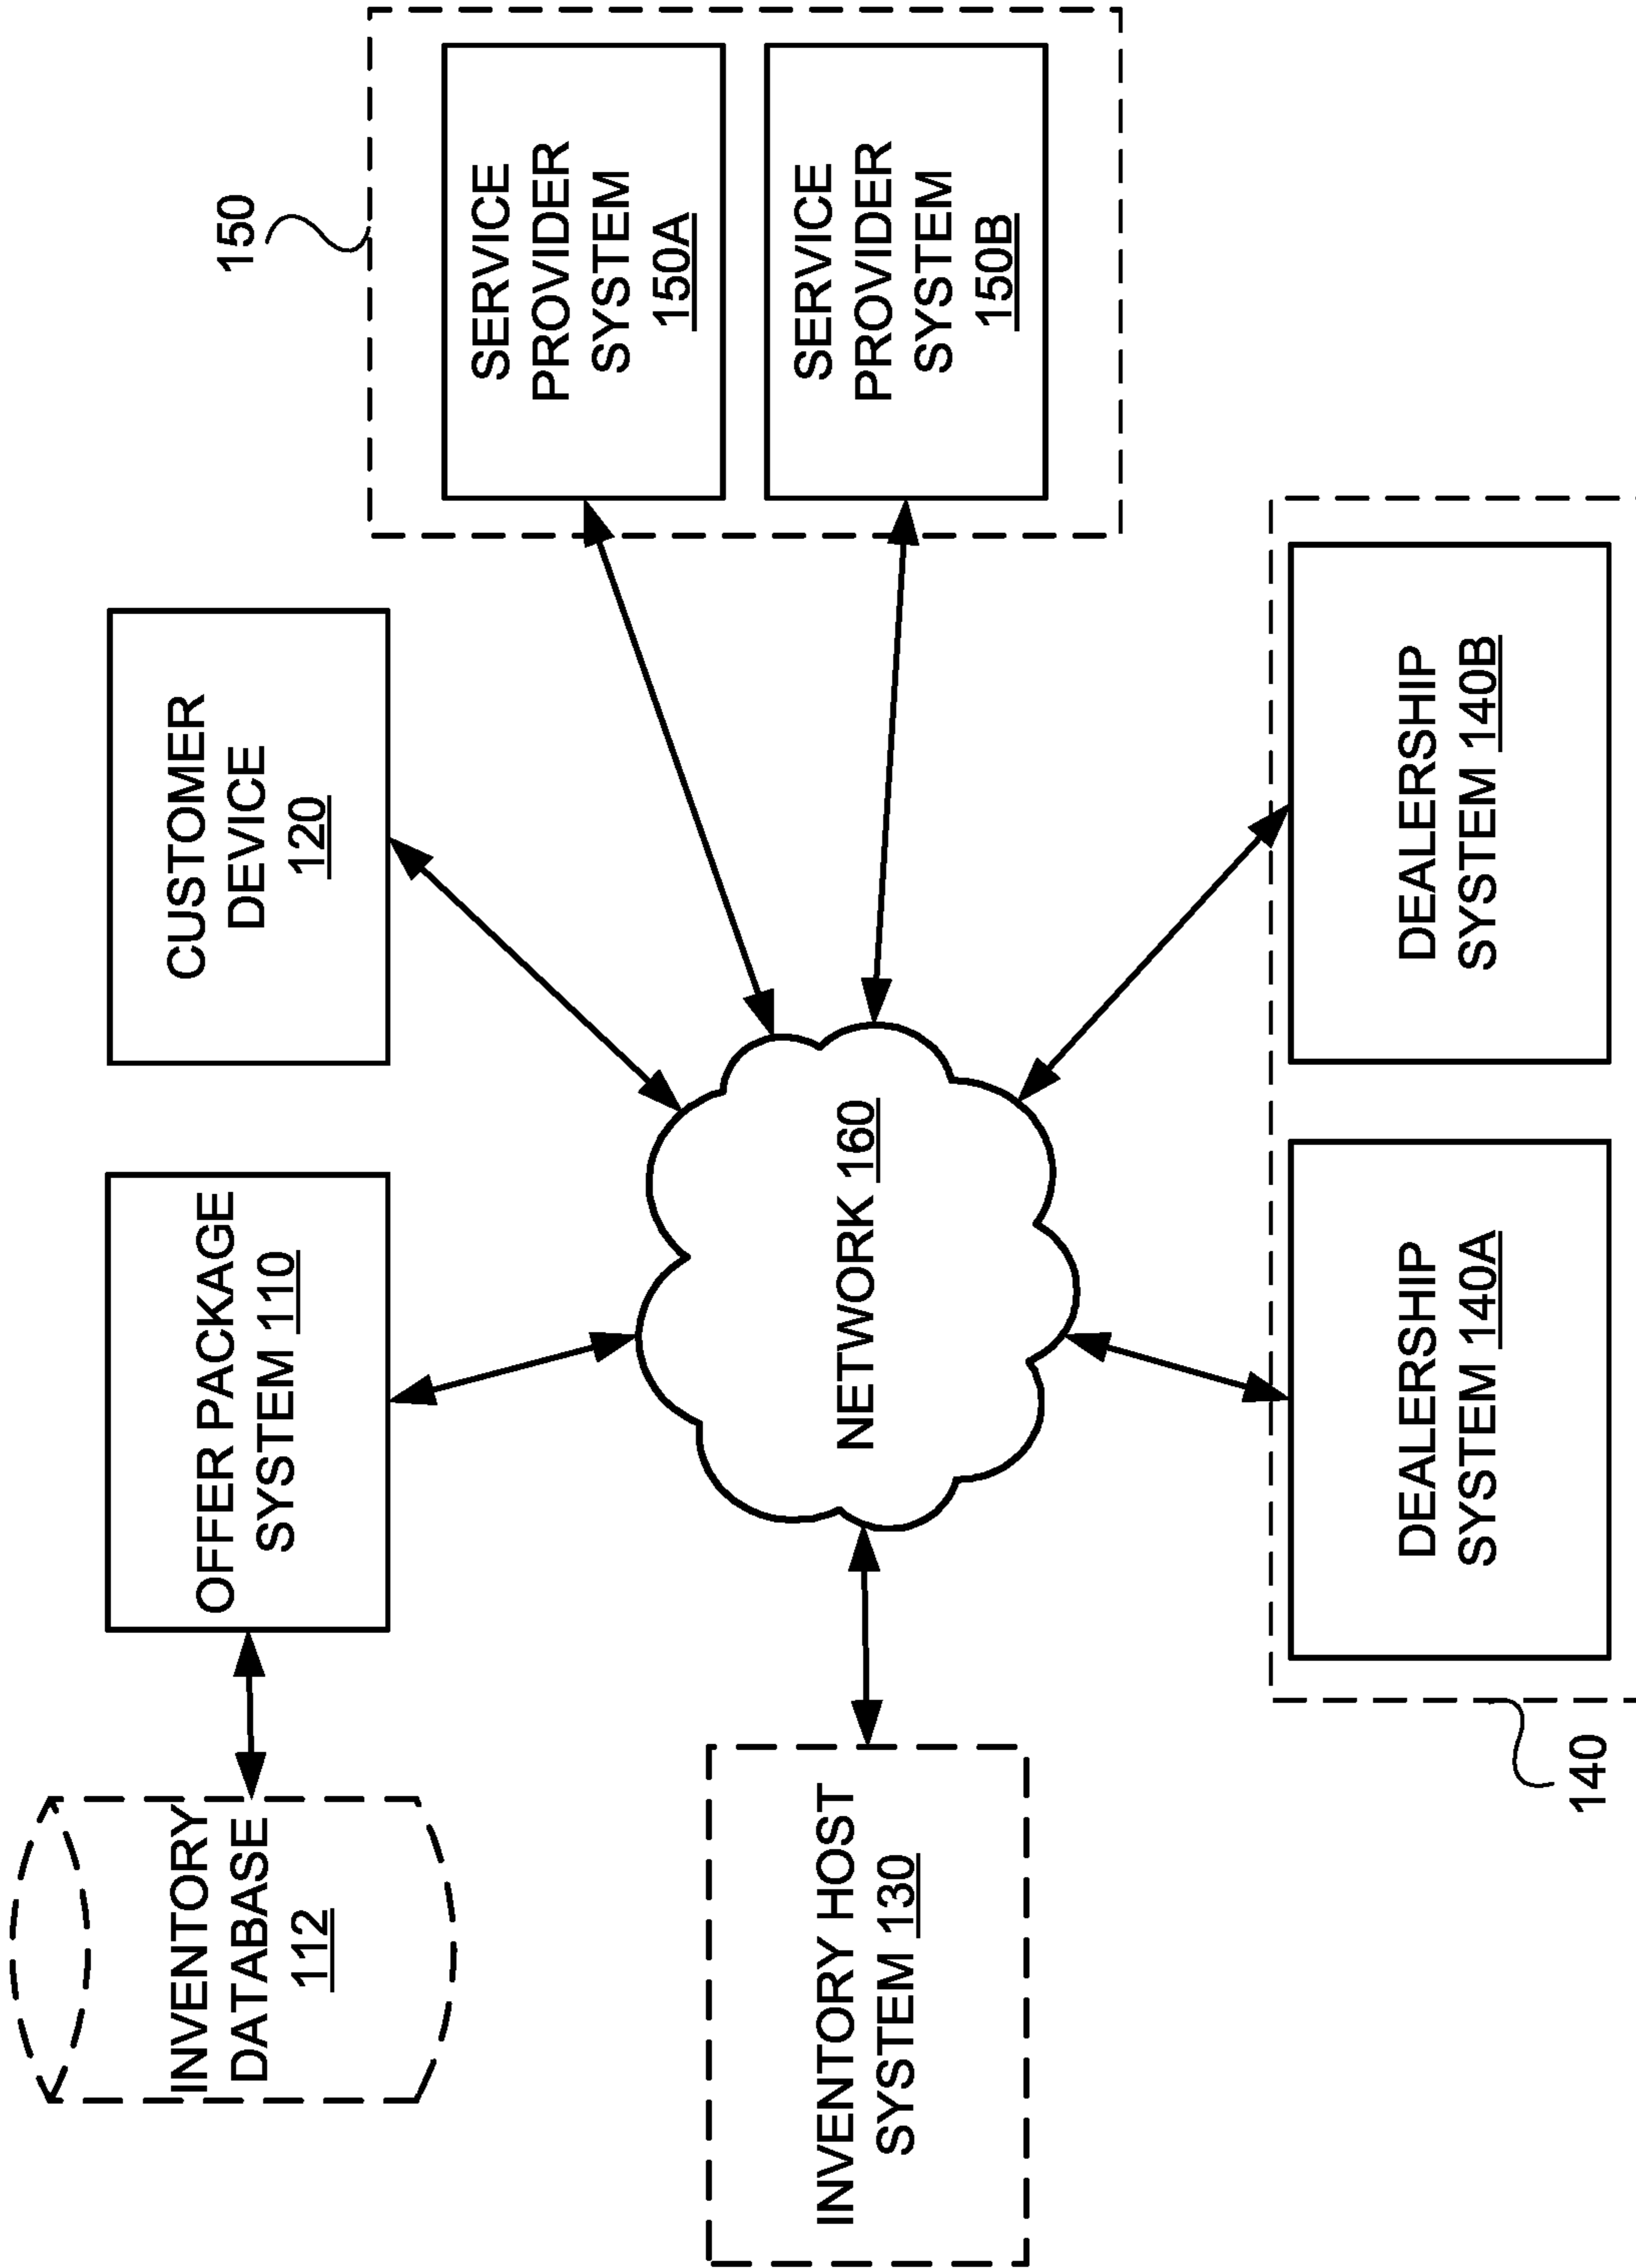 INVENTORY
DATABASE
112
OFFER PACKAGE
SYSTEM 110
CUSTOMER
DEVICE
120
150
SERVICE
PROVIDER
SYSTEM
150A
SERVICE
PROVIDER
SYSTEM
150B
INVENTORY HOST
SYSTEM 130
NETWORK 160
140
DEALERSHIP
SYSTEM 140A
DEALERSHIP
SYSTEM 140B